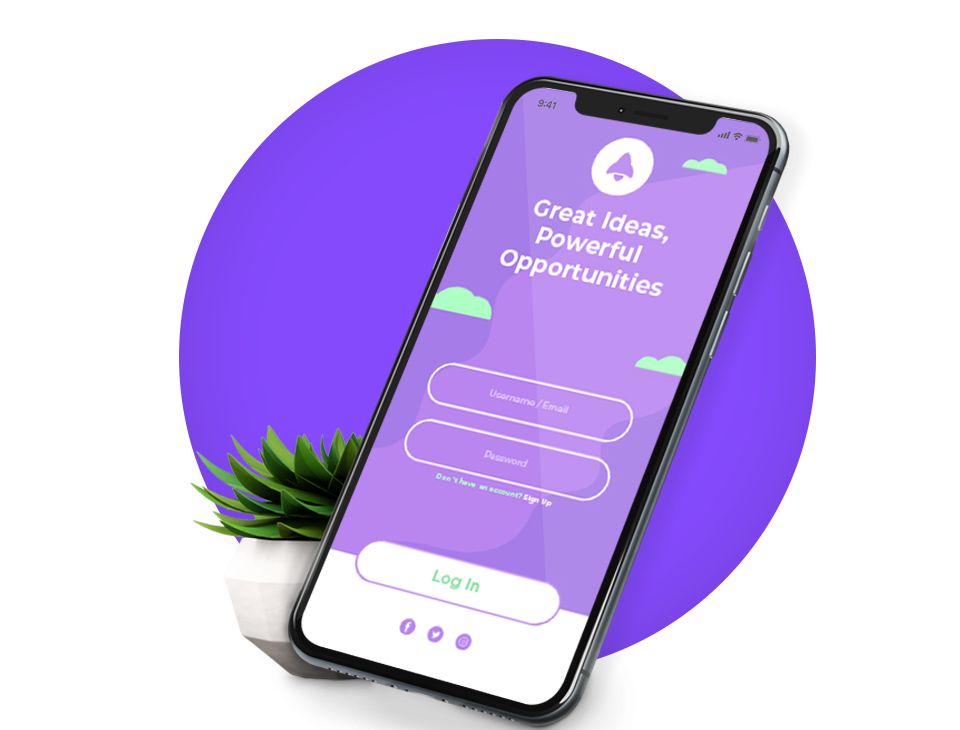 9:41
Great Ideas,
Powerful
Opportunities
Username / Email
Password
Don't have an account? Sign Up
Log In